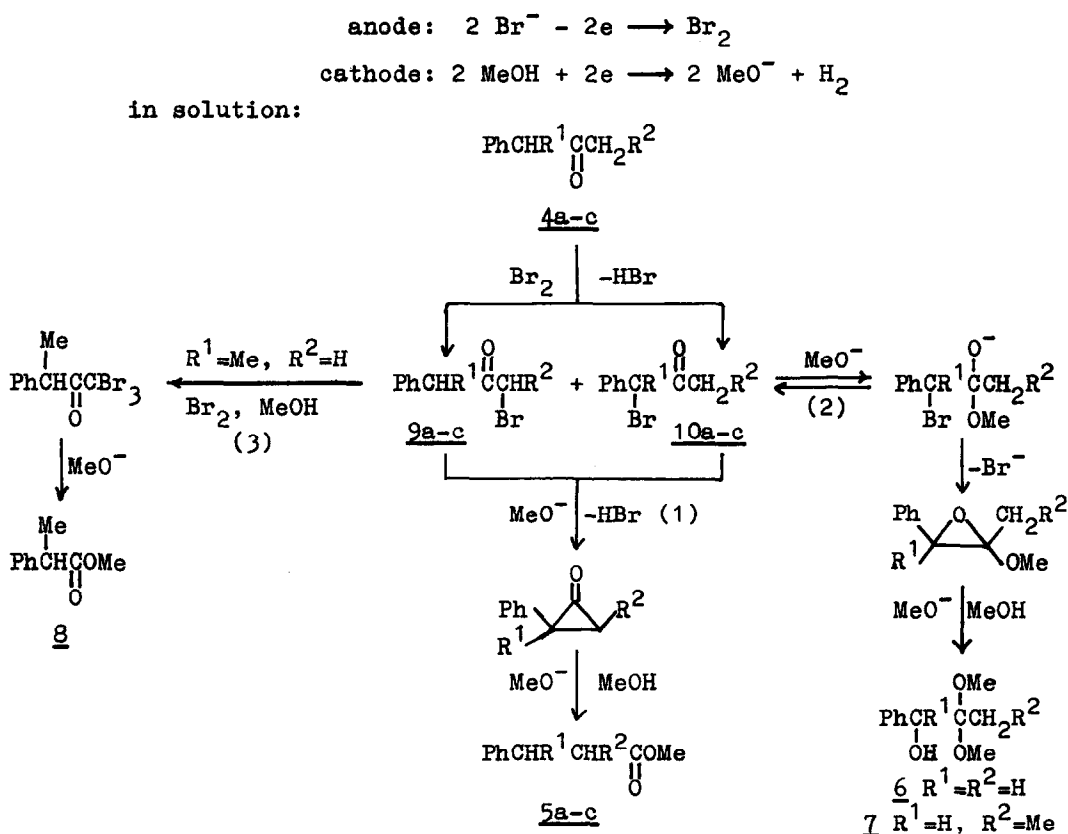 anode: 2 Br⁻ - 2e ⟶ Br₂
cathode: 2 MeOH + 2e ⟶ 2 MeO⁻ + H₂
in solution:
PhCHR¹CCH₂R²
O
4a-c
Br₂ -HBr
Me
PhCHCCBr₃
O
R¹=Me, R²=H
Br₂, MeOH
(3)
O
PhCHR¹CCHR²
Br
9a-c
+
O
PhCR¹CCH₂R²
Br
10a-c
MeO⁻
(2)
O⁻
PhCR¹CCH₂R²
Br OMe
MeO⁻
Me
PhCHCOMe
O
8
MeO⁻ -HBr (1)
O
Ph R²
R¹
MeO⁻ MeOH
PhCHR¹CHR²COMe
O
5a-c
-Br⁻
Ph O CH₂R²
R¹ OMe
MeO⁻ MeOH
OMe
PhCR¹CCH₂R²
OH OMe
6 R¹=R²=H
7 R¹=H, R²=Me